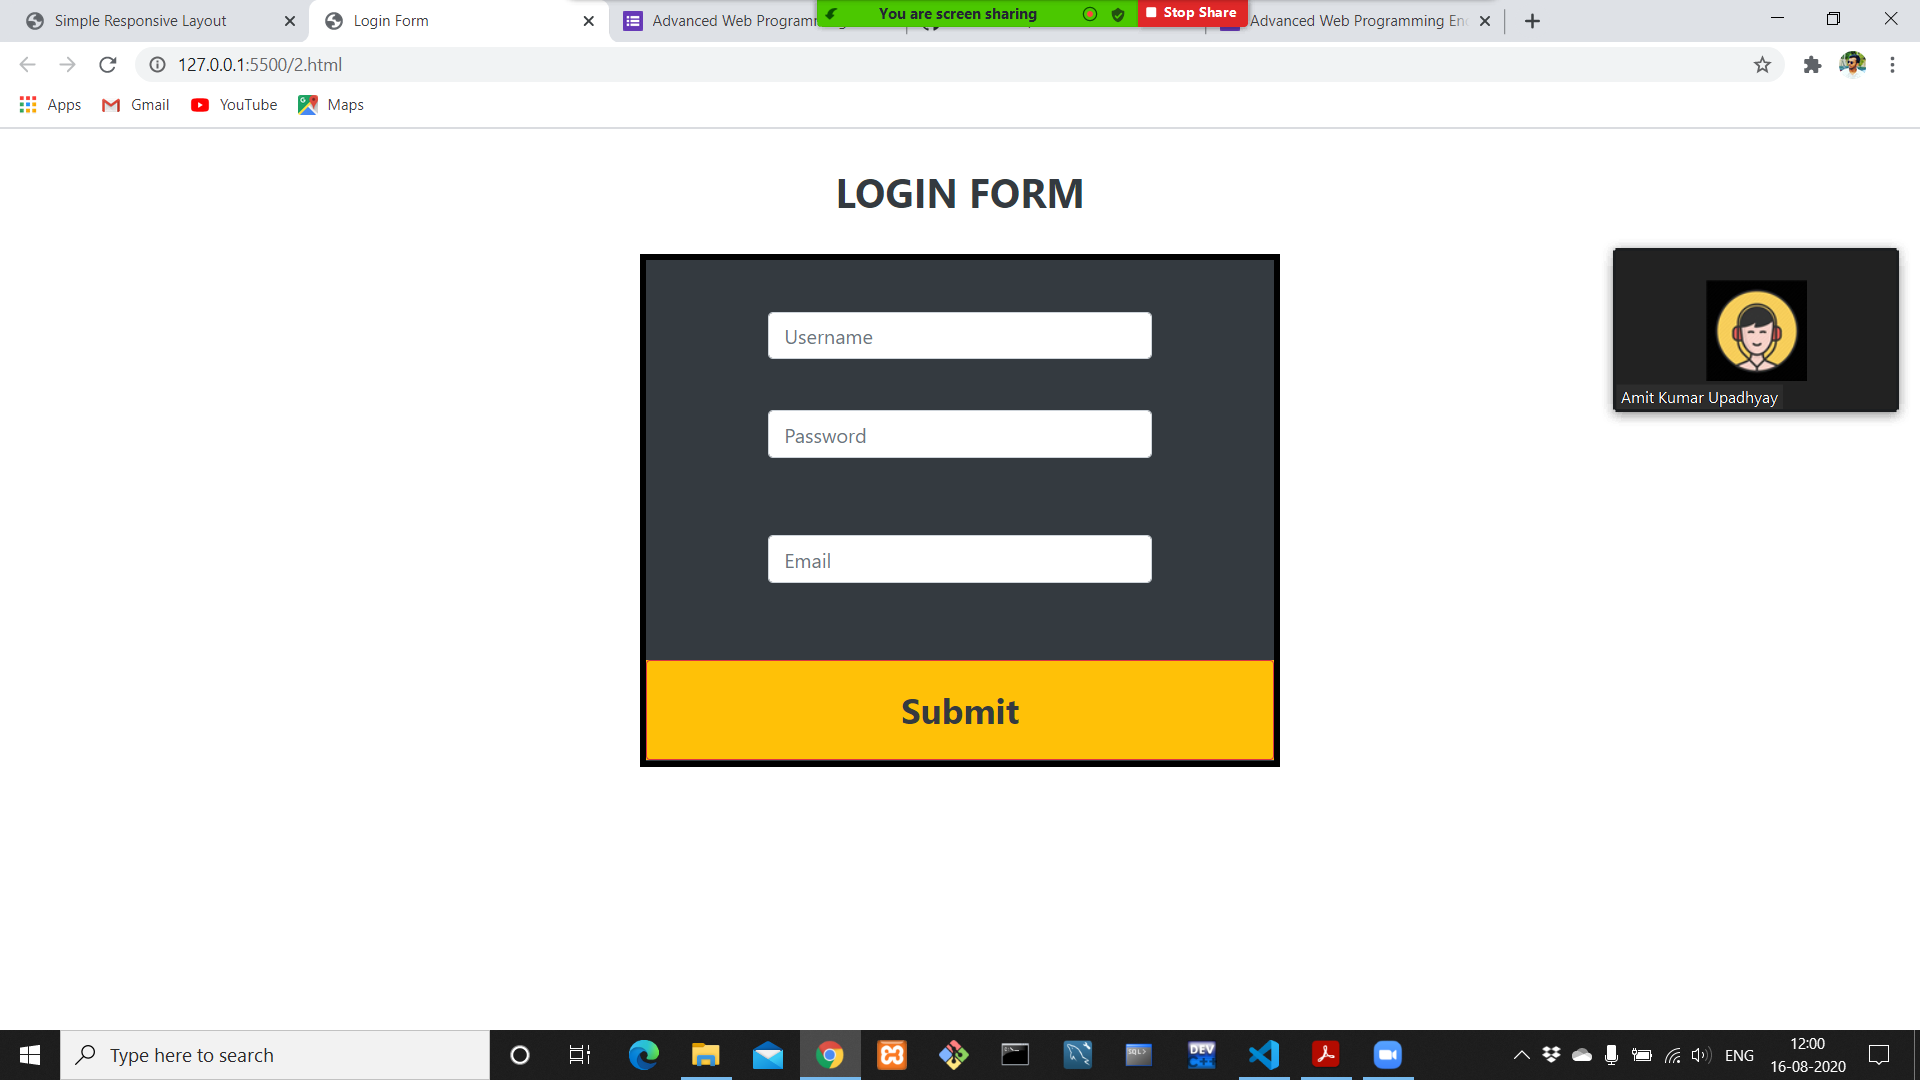 Simple Responsive Layout
Login Form
Advanced Web Programm
You are screen sharing
Stop Share
Advanced Web Programming En
127.0.0.1:5500/2.html
Apps
Gmail
YouTube
Maps
LOGIN FORM
Username
Password
Email
Submit
Amit Kumar Upadhyay
Type here to search
SQL>
DEV
ENG
12:00
16-08-2020